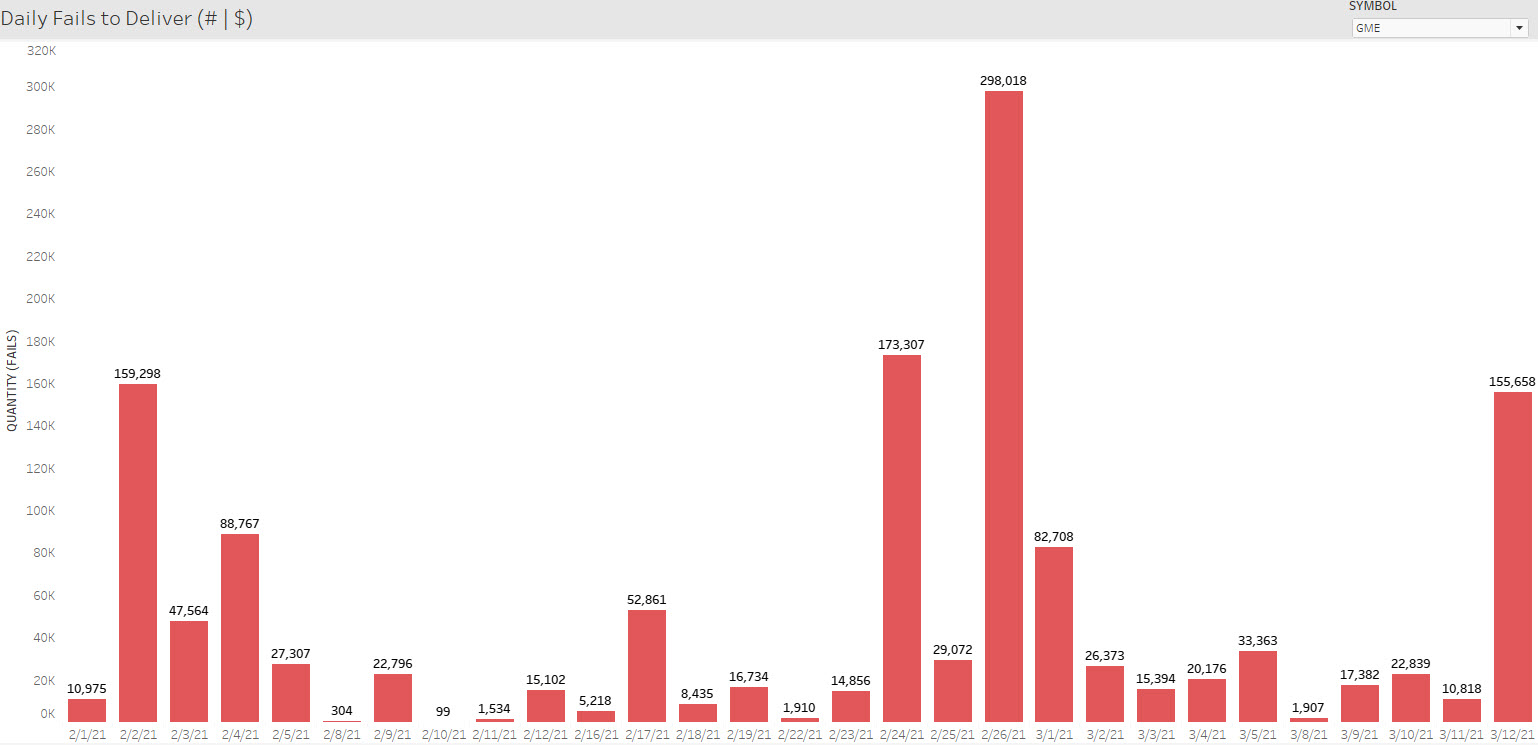 Daily Fails to Deliver (# | $)
SYMBOL
GME
QUANTITY (FAILS)
320K
300K
280K
260K
240K
220K
200K
180K
160K
140K
120K
100K
80K
60K
40K
20K
0K
10,975
159,298
47,564
88,767
27,307
304
22,796
99
1,534
15,102
5,218
52,861
8,435
16,734
1,910
14,856
173,307
29,072
298,018
82,708
26,373
15,394
20,176
33,363
1,907
17,382
22,839
10,818
155,658
2/1/21 2/2/21 2/3/21 2/4/21 2/5/21 2/8/21 2/9/21 2/10/21 2/11/21 2/12/21 2/16/21 2/17/21 2/18/21 2/19/21 2/22/21 2/23/21 2/24/21 2/25/21 2/26/21 3/1/21 3/2/21 3/3/21 3/4/21 3/5/21 3/8/21 3/9/21 3/10/21 3/11/21 3/12/21